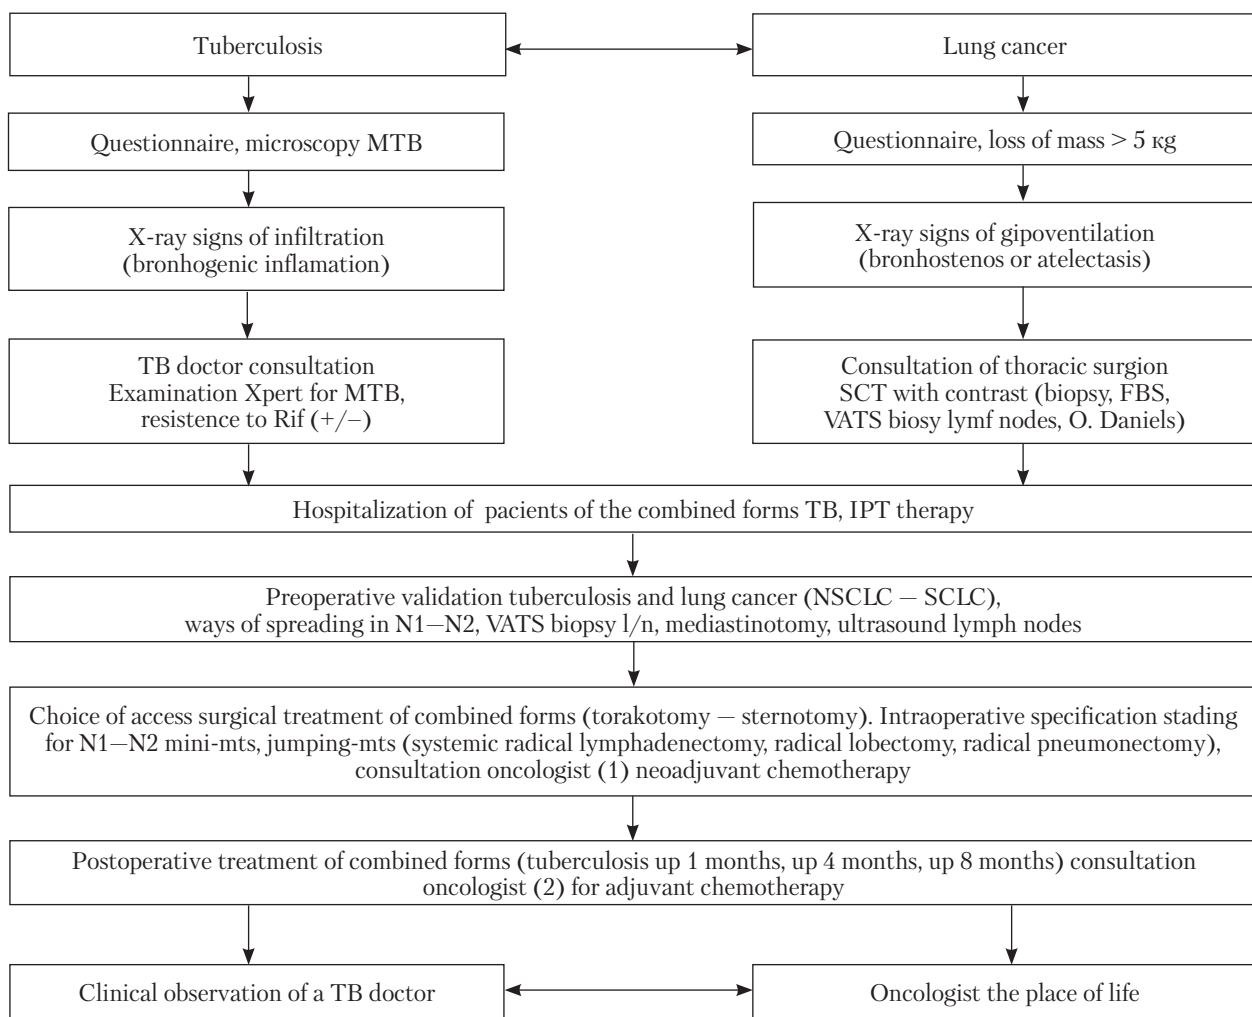 Tuberculosis
Lung cancer
Questionnaire, microscopy MTB
Questionnaire, loss of mass > 5 кg
X-ray signs of infiltration
(bronhogenic inflamation)
X-ray signs of gipoventilation
(bronhostenos or atelectasis)
TB doctor consultation
Examination Xpert for MTB,
resistence to Rif (+/–)
Consultation of thoracic surgion
SCT with contrast (biopsy, FBS,
VATS biosy lymf nodes, O. Daniels)
Hospitalization of pacients of the combined forms TB, IPT therapy
Preoperative validation tuberculosis and lung cancer (NSCLC – SCLC),
ways of spreading in N1–N2, VATS biopsy l/n, mediastinotomy, ultrasound lymph nodes
Choice of access surgical treatment of combined forms (torakotomy – sternotomy). Intraoperative specification stading
for N1–N2 mini-mts, jumping-mts (systemic radical lymphadenectomy, radical lobectomy, radical pneumonectomy),
consultation oncologist (1) neoadjuvant chemotherapy
Postoperative treatment of combined forms (tuberculosis up 1 months, up 4 months, up 8 months) consultation
oncologist (2) for adjuvant chemotherapy
Clinical observation of a TB doctor
Oncologist the place of life